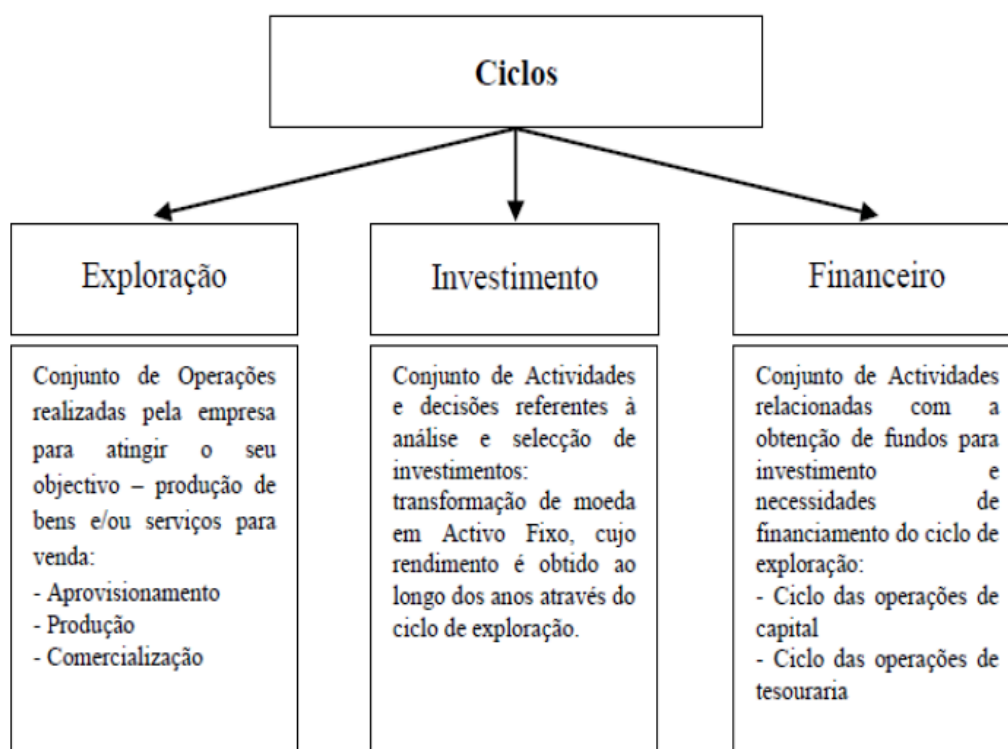 Ciclos
Exploração
Investimento
Financeiro
Conjunto de Operações
realizadas pela empresa
para atingir o seu
objectivo – produção de
bens e/ou serviços para
venda:
- Aprovisionamento
- Produção
- Comercialização
Conjunto de Actividades
e decisões referentes à
análise e selecção de
investimentos:
transformação de moeda
em Activo Fixo, cujo
rendimento é obtido ao
longo dos anos através do
ciclo de exploração.
Conjunto de Actividades
relacionadas com a
obtenção de fundos para
investimento e
necessidades de
financiamento do ciclo de
exploração:
- Ciclo das operações de
capital
- Ciclo das operações de
tesouraria